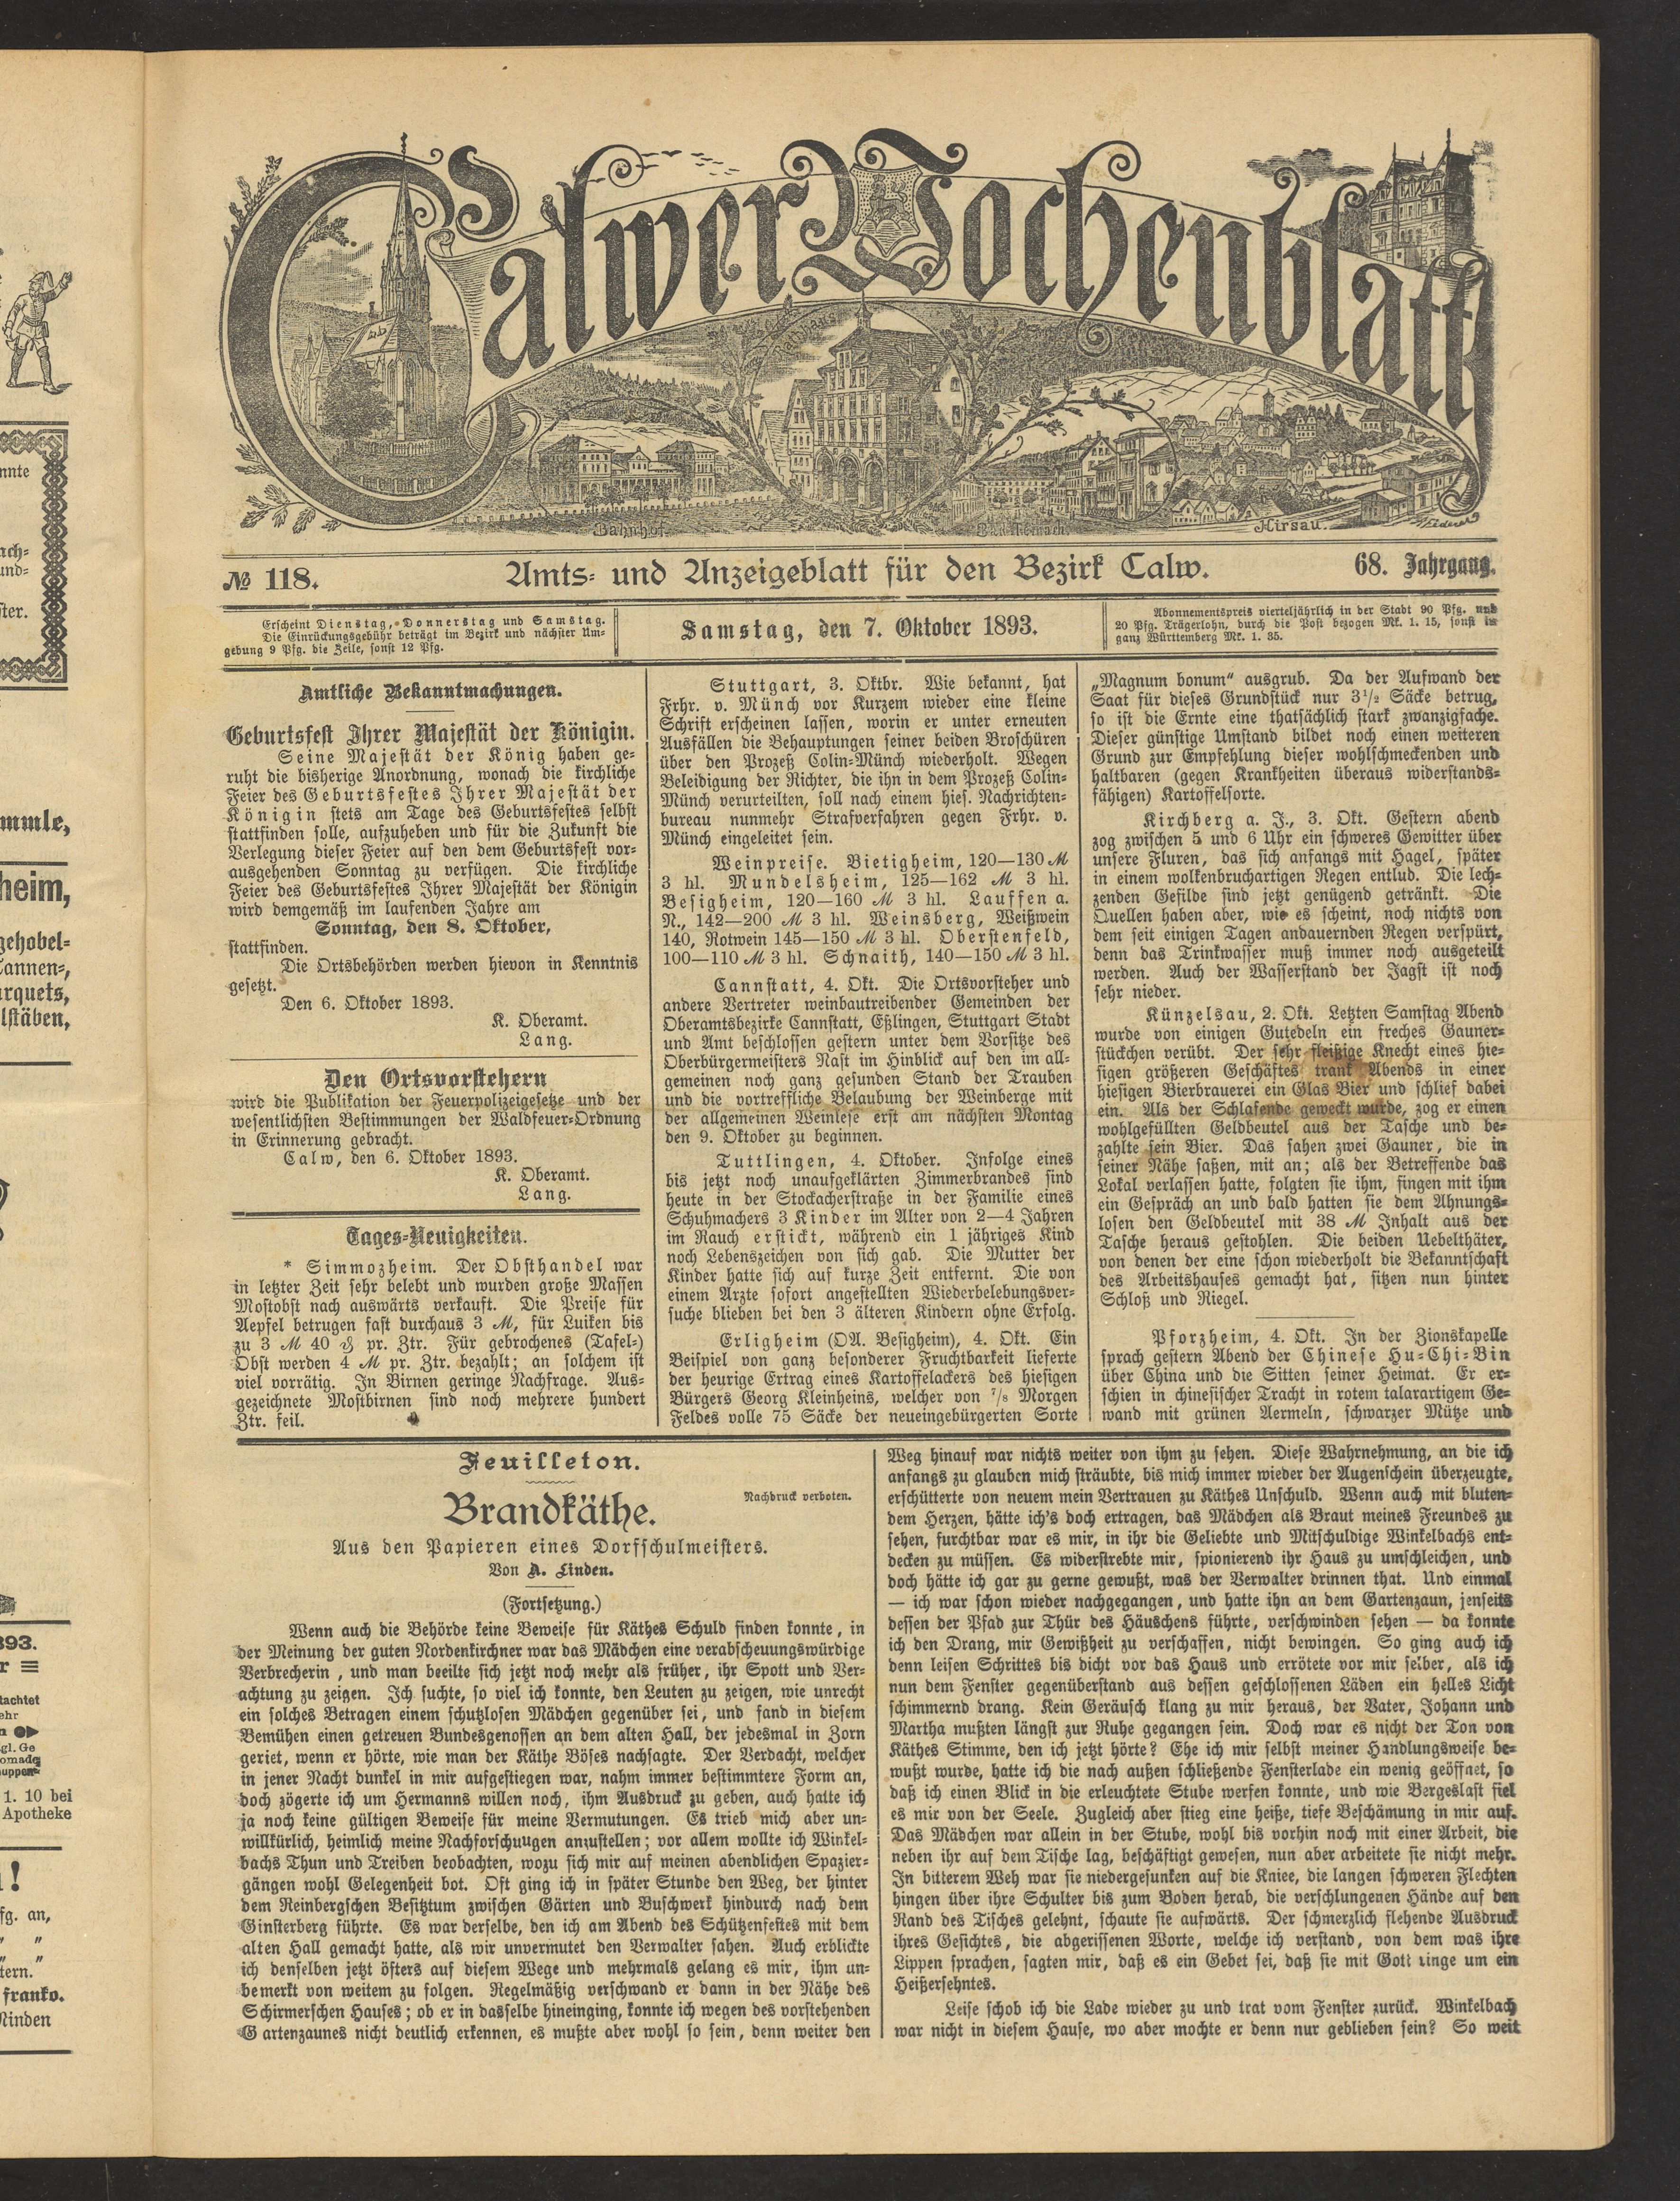 Calwer Wochenblatt
Rathhaus
Bahnhof.
Hirsau.
№ 118.
Amts- und Anzeigeblatt für den Bezirk Calw.
68. Jahrgang.
Erscheint Dienstag, Donnerstag und Samstag.
Die Einrückungsgebühr beträgt im Bezirk und nächster Um-
gebung 9 Pfg. die Zeile, sonst 12 Pfg.
Samstag, den 7. Oktober 1893.
Abonnementspreis vierteljährlich in der Stadt 90 Pfg. und
20 Pfg. Trägerlohn, durch die Post bezogen Mk. 1. 15, sonst in
ganz Württemberg Mk. 1. 35.
Amtliche Bekanntmachungen.
Geburtsfest Ihrer Majestät der Königin.
Seine Majestät der König haben ge-
ruht die bisherige Anordnung, wonach die kirchliche
Feier des Geburtsfestes Ihrer Majestät der
Königin stets am Tage des Geburtsfestes selbst
stattfinden solle, aufzuheben und für die Zukunft die
Verlegung dieser Feier auf den dem Geburtsfest vor-
ausgehenden Sonntag zu verfügen. Die kirchliche
Feier des Geburtsfestes Ihrer Majestät der Königin
wird demgemäß im laufenden Jahre am
Sonntag, den 8. Oktober,
stattfinden.
Die Ortsbehörden werden hievon in Kenntnis
gesetzt.
Den 6. Oktober 1893.
K. Oberamt.
Lang.
Den Ortsvorstehern
wird die Publikation der Feuerpolizeigesetze und der
wesentlichsten Bestimmungen der Waldfeuer-Ordnung
in Erinnerung gebracht.
Calw, den 6. Oktober 1893.
K. Oberamt.
Lang.
Tages-Neuigkeiten.
* Simmozheim. Der Obsthandel war
in letzter Zeit sehr belebt und wurden große Massen
Mostobst nach auswärts verkauft. Die Preise für
Aepfel betrugen fast durchaus 3 M, für Luiken bis
zu 3 M 40 ₰ pr. Ztr. Für gebrochenes (Tafel-)
Obst werden 4 M pr. Ztr. bezahlt; an solchem ist
viel vorrätig. In Birnen geringe Nachfrage. Aus-
gezeichnete Mostbirnen sind noch mehrere hundert
Ztr. feil.
Stuttgart, 3. Oktbr. Wie bekannt, hat
Frhr. v. Münch vor Kurzem wieder eine kleine
Schrift erscheinen lassen, worin er unter erneuten
Ausfällen die Behauptungen seiner beiden Broschüren
über den Prozeß Colin-Münch wiederholt. Wegen
Beleidigung der Richter, die ihn in dem Prozeß Colin-
Münch verurteilten, soll nach einem hies. Nachrichten-
bureau nunmehr Strafverfahren gegen Frhr. v.
Münch eingeleitet sein.
Weinpreise. Bietigheim, 120—130 M
3 hl. Mundelsheim, 125—162 M 3 hl.
Besigheim, 120—160 M 3 hl. Lauffen a.
N., 142—200 M 3 hl. Weinsberg, Weißwein
140, Rotwein 145—150 M 3 hl. Oberstenfeld,
100—110 M 3 hl. Schnaith, 140—150 M 3 hl.
Cannstatt, 4. Okt. Die Ortsvorsteher und
andere Vertreter weinbautreibender Gemeinden der
Oberamtsbezirke Cannstatt, Eßlingen, Stuttgart Stadt
und Amt beschlossen gestern unter dem Vorsitze des
Oberbürgermeisters Nast im Hinblick auf den im all-
gemeinen noch ganz gesunden Stand der Trauben
und die vortreffliche Belaubung der Weinberge mit
der allgemeinen Weinlese erst am nächsten Montag
den 9. Oktober zu beginnen.
Tuttlingen, 4. Oktober. Infolge eines
bis jetzt noch unaufgeklärten Zimmerbrandes sind
heute in der Stockacherstraße in der Familie eines
Schuhmachers 3 Kinder im Alter von 2—4 Jahren
im Rauch erstickt, während ein 1 jähriges Kind
noch Lebenszeichen von sich gab. Die Mutter der
Kinder hatte sich auf kurze Zeit entfernt. Die von
einem Arzte sofort angestellten Wiederbelebungsver-
suche blieben bei den 3 älteren Kindern ohne Erfolg.
Erligheim (OA. Besigheim), 4. Okt. Ein
Beispiel von ganz besonderer Fruchtbarkeit lieferte
der heurige Ertrag eines Kartoffelackers des hiesigen
Bürgers Georg Kleinheins, welcher von 7/8 Morgen
Feldes volle 75 Säcke der neueingebürgerten Sorte
„Magnum bonum“ ausgrub. Da der Aufwand der
Saat für dieses Grundstück nur 3½ Säcke betrug,
so ist die Ernte eine thatsächlich stark zwanzigfache.
Dieser günstige Umstand bildet noch einen weiteren
Grund zur Empfehlung dieser wohlschmeckenden und
haltbaren (gegen Krankheiten überaus widerstands-
fähigen) Kartoffelsorte.
Kirchberg a. J., 3. Okt. Gestern abend
zog zwischen 5 und 6 Uhr ein schweres Gewitter über
unsere Fluren, das sich anfangs mit Hagel, später
in einem wolkenbruchartigen Regen entlud. Die lech-
zenden Gefilde sind jetzt genügend getränkt. Die
Quellen haben aber, wie es scheint, noch nichts von
dem seit einigen Tagen andauernden Regen verspürt,
denn das Trinkwasser muß immer noch ausgeteilt
werden. Auch der Wasserstand der Jagst ist noch
sehr nieder.
Künzelsau, 2. Okt. Letzten Samstag Abend
wurde von einigen Gutedeln ein freches Gauner-
stückchen verübt. Der sehr fleißige Knecht eines hie-
sigen größeren Geschäftes trank Abends in einer
hiesigen Bierbrauerei ein Glas Bier und schlief dabei
ein. Als der Schlafende geweckt wurde, zog er einen
wohlgefüllten Geldbeutel aus der Tasche und be-
zahlte sein Bier. Das sahen zwei Gauner, die in
seiner Nähe saßen, mit an; als der Betreffende das
Lokal verlassen hatte, folgten sie ihm, fingen mit ihm
ein Gespräch an und bald hatten sie dem Ahnungs-
losen den Geldbeutel mit 38 M Inhalt aus der
Tasche heraus gestohlen. Die beiden Uebelthäter,
von denen der eine schon wiederholt die Bekanntschaft
des Arbeitshauses gemacht hat, sitzen nun hinter
Schloß und Riegel.
Pforzheim, 4. Okt. In der Zionskapelle
sprach gestern Abend der Chinese Hu-Chi-Bin
über China und die Sitten seiner Heimat. Er er-
schien in chinesischer Tracht in rotem talarartigem Ge-
wand mit grünen Aermeln, schwarzer Mütze und
Feuilleton.
Nachdruck verboten.
Brandkäthe.
Aus den Papieren eines Dorfschulmeisters.
Von A. Linden.
(Fortsetzung.)
Wenn auch die Behörde keine Beweise für Käthes Schuld finden konnte, in
der Meinung der guten Nordenkirchner war das Mädchen eine verabscheuungswürdige
Verbrecherin, und man beeilte sich jetzt noch mehr als früher, ihr Spott und Ver-
achtung zu zeigen. Ich suchte, so viel ich konnte, den Leuten zu zeigen, wie unrecht
ein solches Betragen einem schutzlosen Mädchen gegenüber sei, und fand in diesem
Bemühen einen getreuen Bundesgenossen an dem alten Hall, der jedesmal in Zorn
geriet, wenn er hörte, wie man der Käthe Böses nachsagte. Der Verdacht, welcher
in jener Nacht dunkel in mir aufgestiegen war, nahm immer bestimmtere Form an,
doch zögerte ich um Hermanns willen noch, ihm Ausdruck zu geben, auch hatte ich
ja noch keine gültigen Beweise für meine Vermutungen. Es trieb mich aber un-
willkürlich, heimlich meine Nachforschuugen anzustellen; vor allem wollte ich Winkel-
bachs Thun und Treiben beobachten, wozu sich mir auf meinen abendlichen Spazier-
gängen wohl Gelegenheit bot. Oft ging ich in später Stunde den Weg, der hinter
dem Reinbergschen Besitztum zwischen Gärten und Buschwerk hindurch nach dem
Ginsterberg führte. Es war derselbe, den ich am Abend des Schützenfestes mit dem
alten Hall gemacht hatte, als wir unvermutet den Verwalter sahen. Auch erblickte
ich denselben jetzt öfters auf diesem Wege und mehrmals gelang es mir, ihm un-
bemerkt von weitem zu folgen. Regelmäßig verschwand er dann in der Nähe des
Schirmerschen Hauses; ob er in dasselbe hineinging, konnte ich wegen des vorstehenden
Gartenzaunes nicht deutlich erkennen, es mußte aber wohl so sein, denn weiter den
Weg hinauf war nichts weiter von ihm zu sehen. Diese Wahrnehmung, an die ich
anfangs zu glauben mich sträubte, bis mich immer wieder der Augenschein überzeugte,
erschütterte von neuem mein Vertrauen zu Käthes Unschuld. Wenn auch mit bluten-
dem Herzen, hätte ich's doch ertragen, das Mädchen als Braut meines Freundes zu
sehen, furchtbar war es mir, in ihr die Geliebte und Mitschuldige Winkelbachs ent-
decken zu müssen. Es widerstrebte mir, spionierend ihr Haus zu umschleichen, und
doch hätte ich gar zu gerne gewußt, was der Verwalter drinnen that. Und einmal
— ich war schon wieder nachgegangen, und hatte ihn an dem Gartenzaun, jenseits
dessen der Pfad zur Thür des Häuschens führte, verschwinden sehen — da konnte
ich den Drang, mir Gewißheit zu verschaffen, nicht bewingen. So ging auch ich
denn leisen Schrittes bis dicht vor das Haus und errötete vor mir selber, als ich
nun dem Fenster gegenüberstand aus dessen geschlossenen Läden ein helles Licht
schimmernd drang. Kein Geräusch klang zu mir heraus, der Vater, Johann und
Martha mußten längst zur Ruhe gegangen sein. Doch war es nicht der Ton von
Käthes Stimme, den ich jetzt hörte? Ehe ich mir selbst meiner Handlungsweise be-
wußt wurde, hatte ich die nach außen schließende Fensterlade ein wenig geöffnet, so
daß ich einen Blick in die erleuchtete Stube werfen konnte, und wie Bergeslast fiel
es mir von der Seele. Zugleich aber stieg eine heiße, tiefe Beschämung in mir auf.
Das Mädchen war allein in der Stube, wohl bis vorhin noch mit einer Arbeit, die
neben ihr auf dem Tische lag, beschäftigt gewesen, nun aber arbeitete sie nicht mehr.
In bitterem Weh war sie niedergesunken auf die Kniee, die langen schweren Flechten
hingen über ihre Schulter bis zum Boden herab, die verschlungenen Hände auf den
Rand des Tisches gelehnt, schaute sie aufwärts. Der schmerzlich flehende Ausdruck
ihres Gesichtes, die abgerissenen Worte, welche ich verstand, von dem was ihre
Lippen sprachen, sagten mir, daß es ein Gebet sei, daß sie mit Gott ringe um ein
Heißersehntes.
Leise schob ich die Lade wieder zu und trat vom Fenster zurück. Winkelbach
war nicht in diesem Hause, wo aber mochte er denn nur geblieben sein? So weit